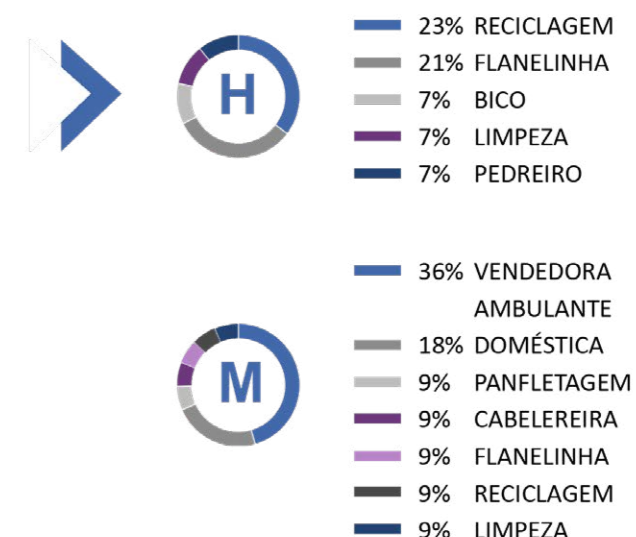 H
23% RECICLAGEM
21% FLANELINHA
7% BICO
7% LIMPEZA
7% PEDREIRO
M
36% VENDEDORA
AMBULANTE
18% DOMÉSTICA
9% PANFLETAGEM
9% CABELEREIRA
9% FLANELINHA
9% RECICLAGEM
9% LIMPEZA